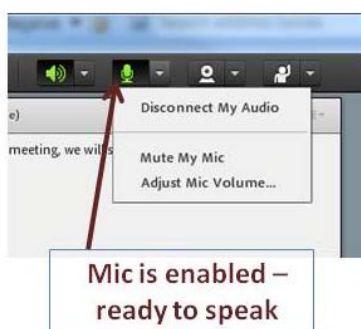 Disconnect My Audio
e)
meeting, we will s
Mute My Mic
Adjust Mic Volume...
Mic is enabled –
ready to speak